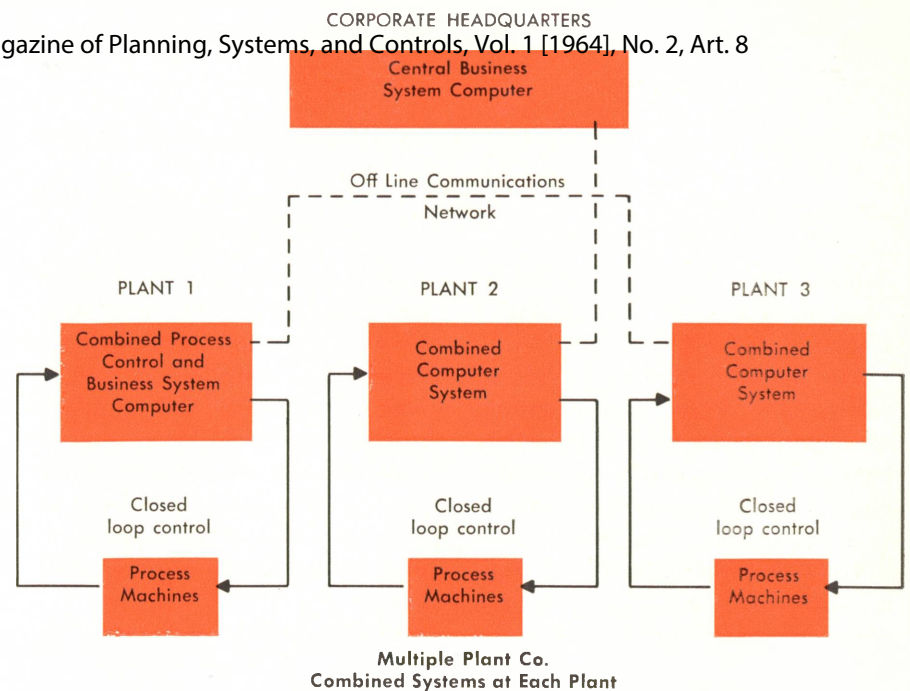 CORPORATE HEADQUARTERS
gazine of Planning, Systems, and Controls, Vol. 1 [1964], No. 2, Art. 8
Central Business
System Computer
Off Line Communications
Network
PLANT 1
PLANT 2
PLANT 3
Combined Process
Control and
Business System
Computer
Combined
Computer
System
Combined
Computer
System
Closed
loop control
Closed
loop control
Closed
loop control
Process
Machines
Process
Machines
Process
Machines
Multiple Plant Co.
Combined Systems at Each Plant